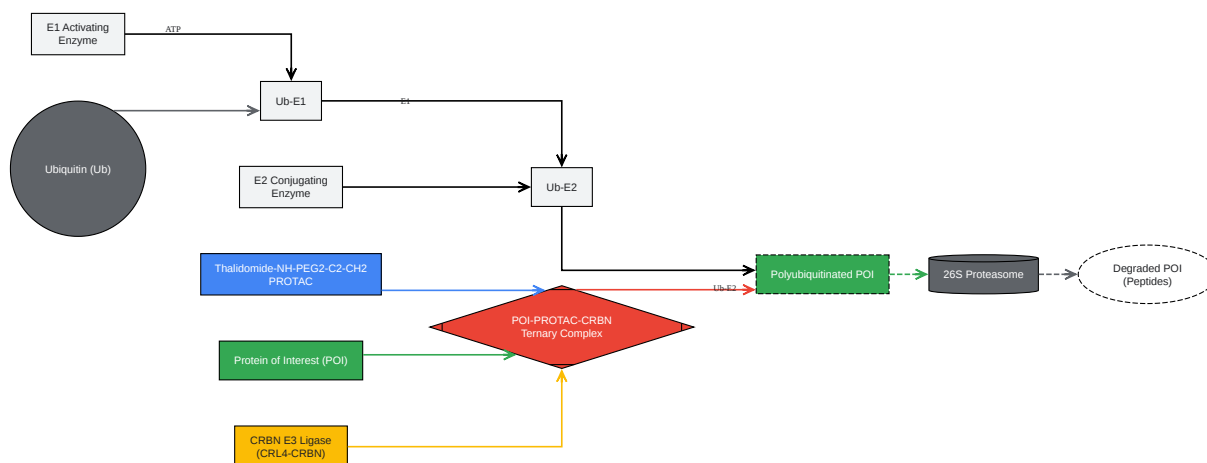 E1 Activating
Enzyme
ATP
Ub-E1
E1
Ubiquitin (Ub)
E2 Conjugating
Enzyme
Ub-E2
Thalidomide-NH-PEG2-C2-CH2
PROTAC
Polyubiquitinated POI
26S Proteasome
Degraded POI
(Peptides)
Ub-E2
POI-PROTAC-CRBN
Ternary Complex
Protein of Interest (POI)
CRBN E3 Ligase
(CRL4-CRBN)